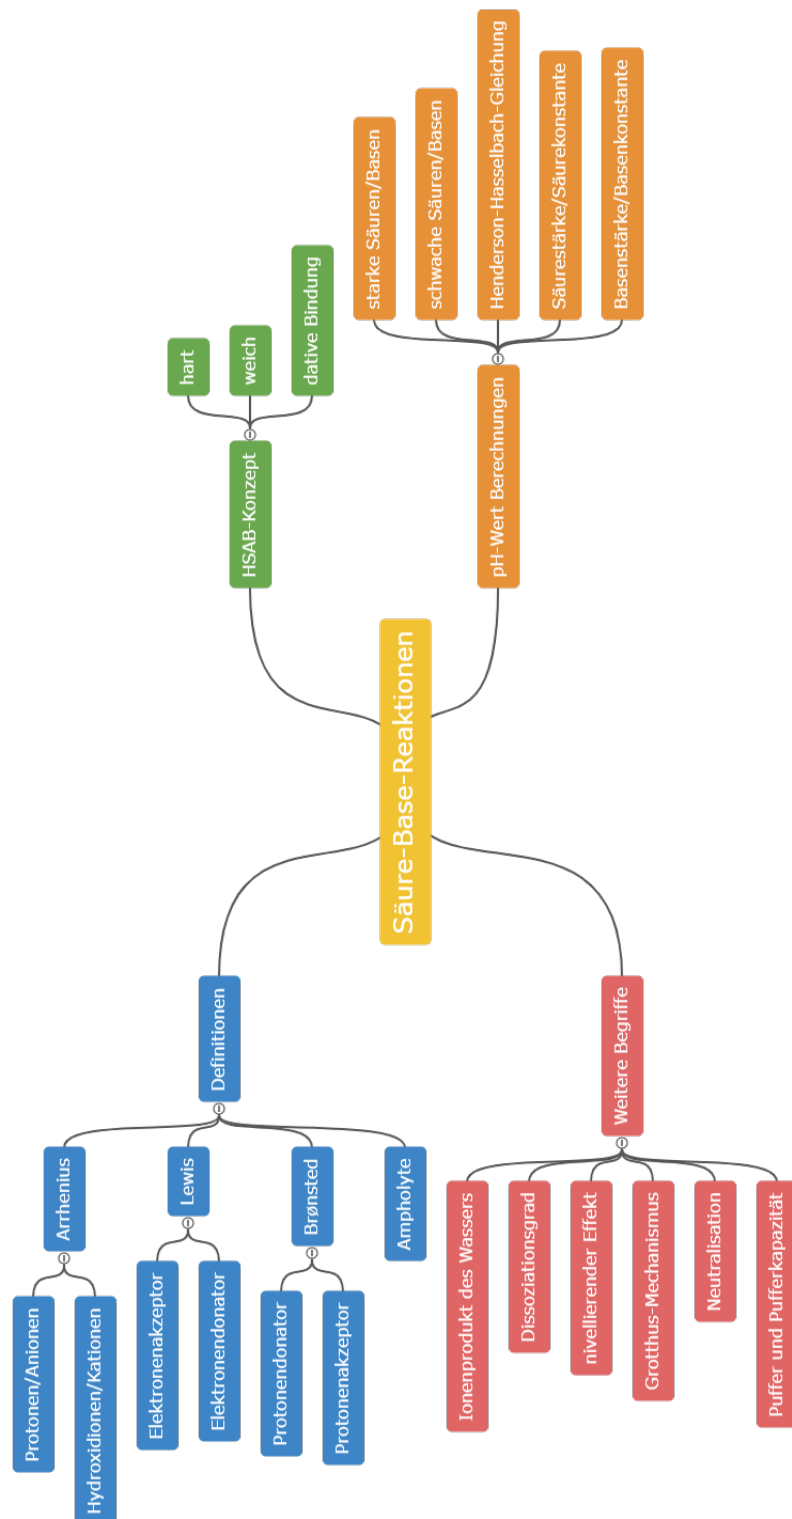 Säure-Base-Reaktionen
Definitionen
Arrhenius
Protonen/Anionen
Hydroxidionen/Kationen
Lewis
Elektronenakzeptor
Elektronendonator
Brønsted
Protonendonator
Protonenakzeptor
Ampholyte
HSAB-Konzept
hart
weich
dative Bindung
pH-Wert Berechnungen
starke Säuren/Basen
schwache Säuren/Basen
Henderson-Hasselbach-Gleichung
Säurestärke/Säurekonstante
Basenstärke/Basenkonstante
Weitere Begriffe
Ionenprodukt des Wassers
Dissoziationsgrad
nivellierender Effekt
Grotthus-Mechanismus
Neutralisation
Puffer und Pufferkapazität